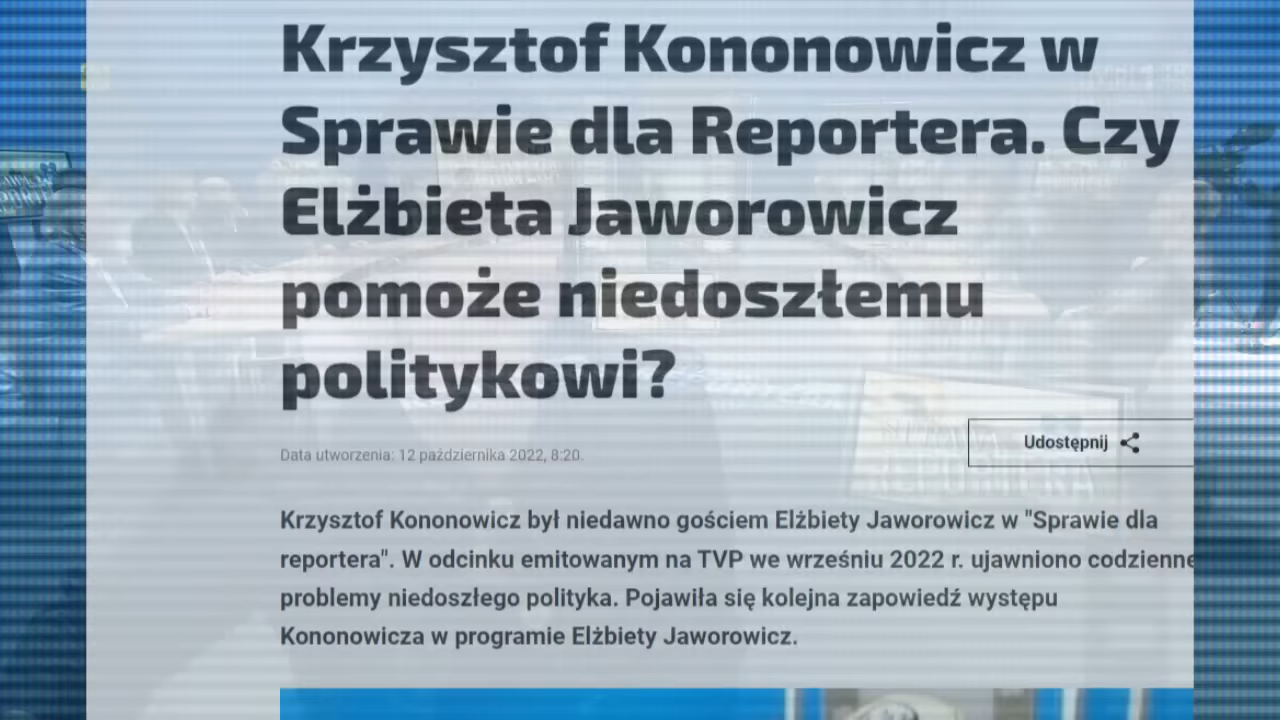 Krzysztof Kononowicz w
Sprawie dla Reportera. Czy
Elżbieta Jaworowicz
pomoże niedoszłemu
politykowi?
Udostępnij
Data utworzenia: 12 października 2022, 8:20.
Krzysztof Kononowicz był niedawno gościem Elżbiety Jaworowicz w "Sprawie dla
reportera". W odcinku emitowanym na TVP we wrześniu 2022 r. ujawniono codzienne
problemy niedoszłego polityka. Pojawiła się kolejna zapowiedź występu
Kononowicza w programie Elżbiety Jaworowicz.